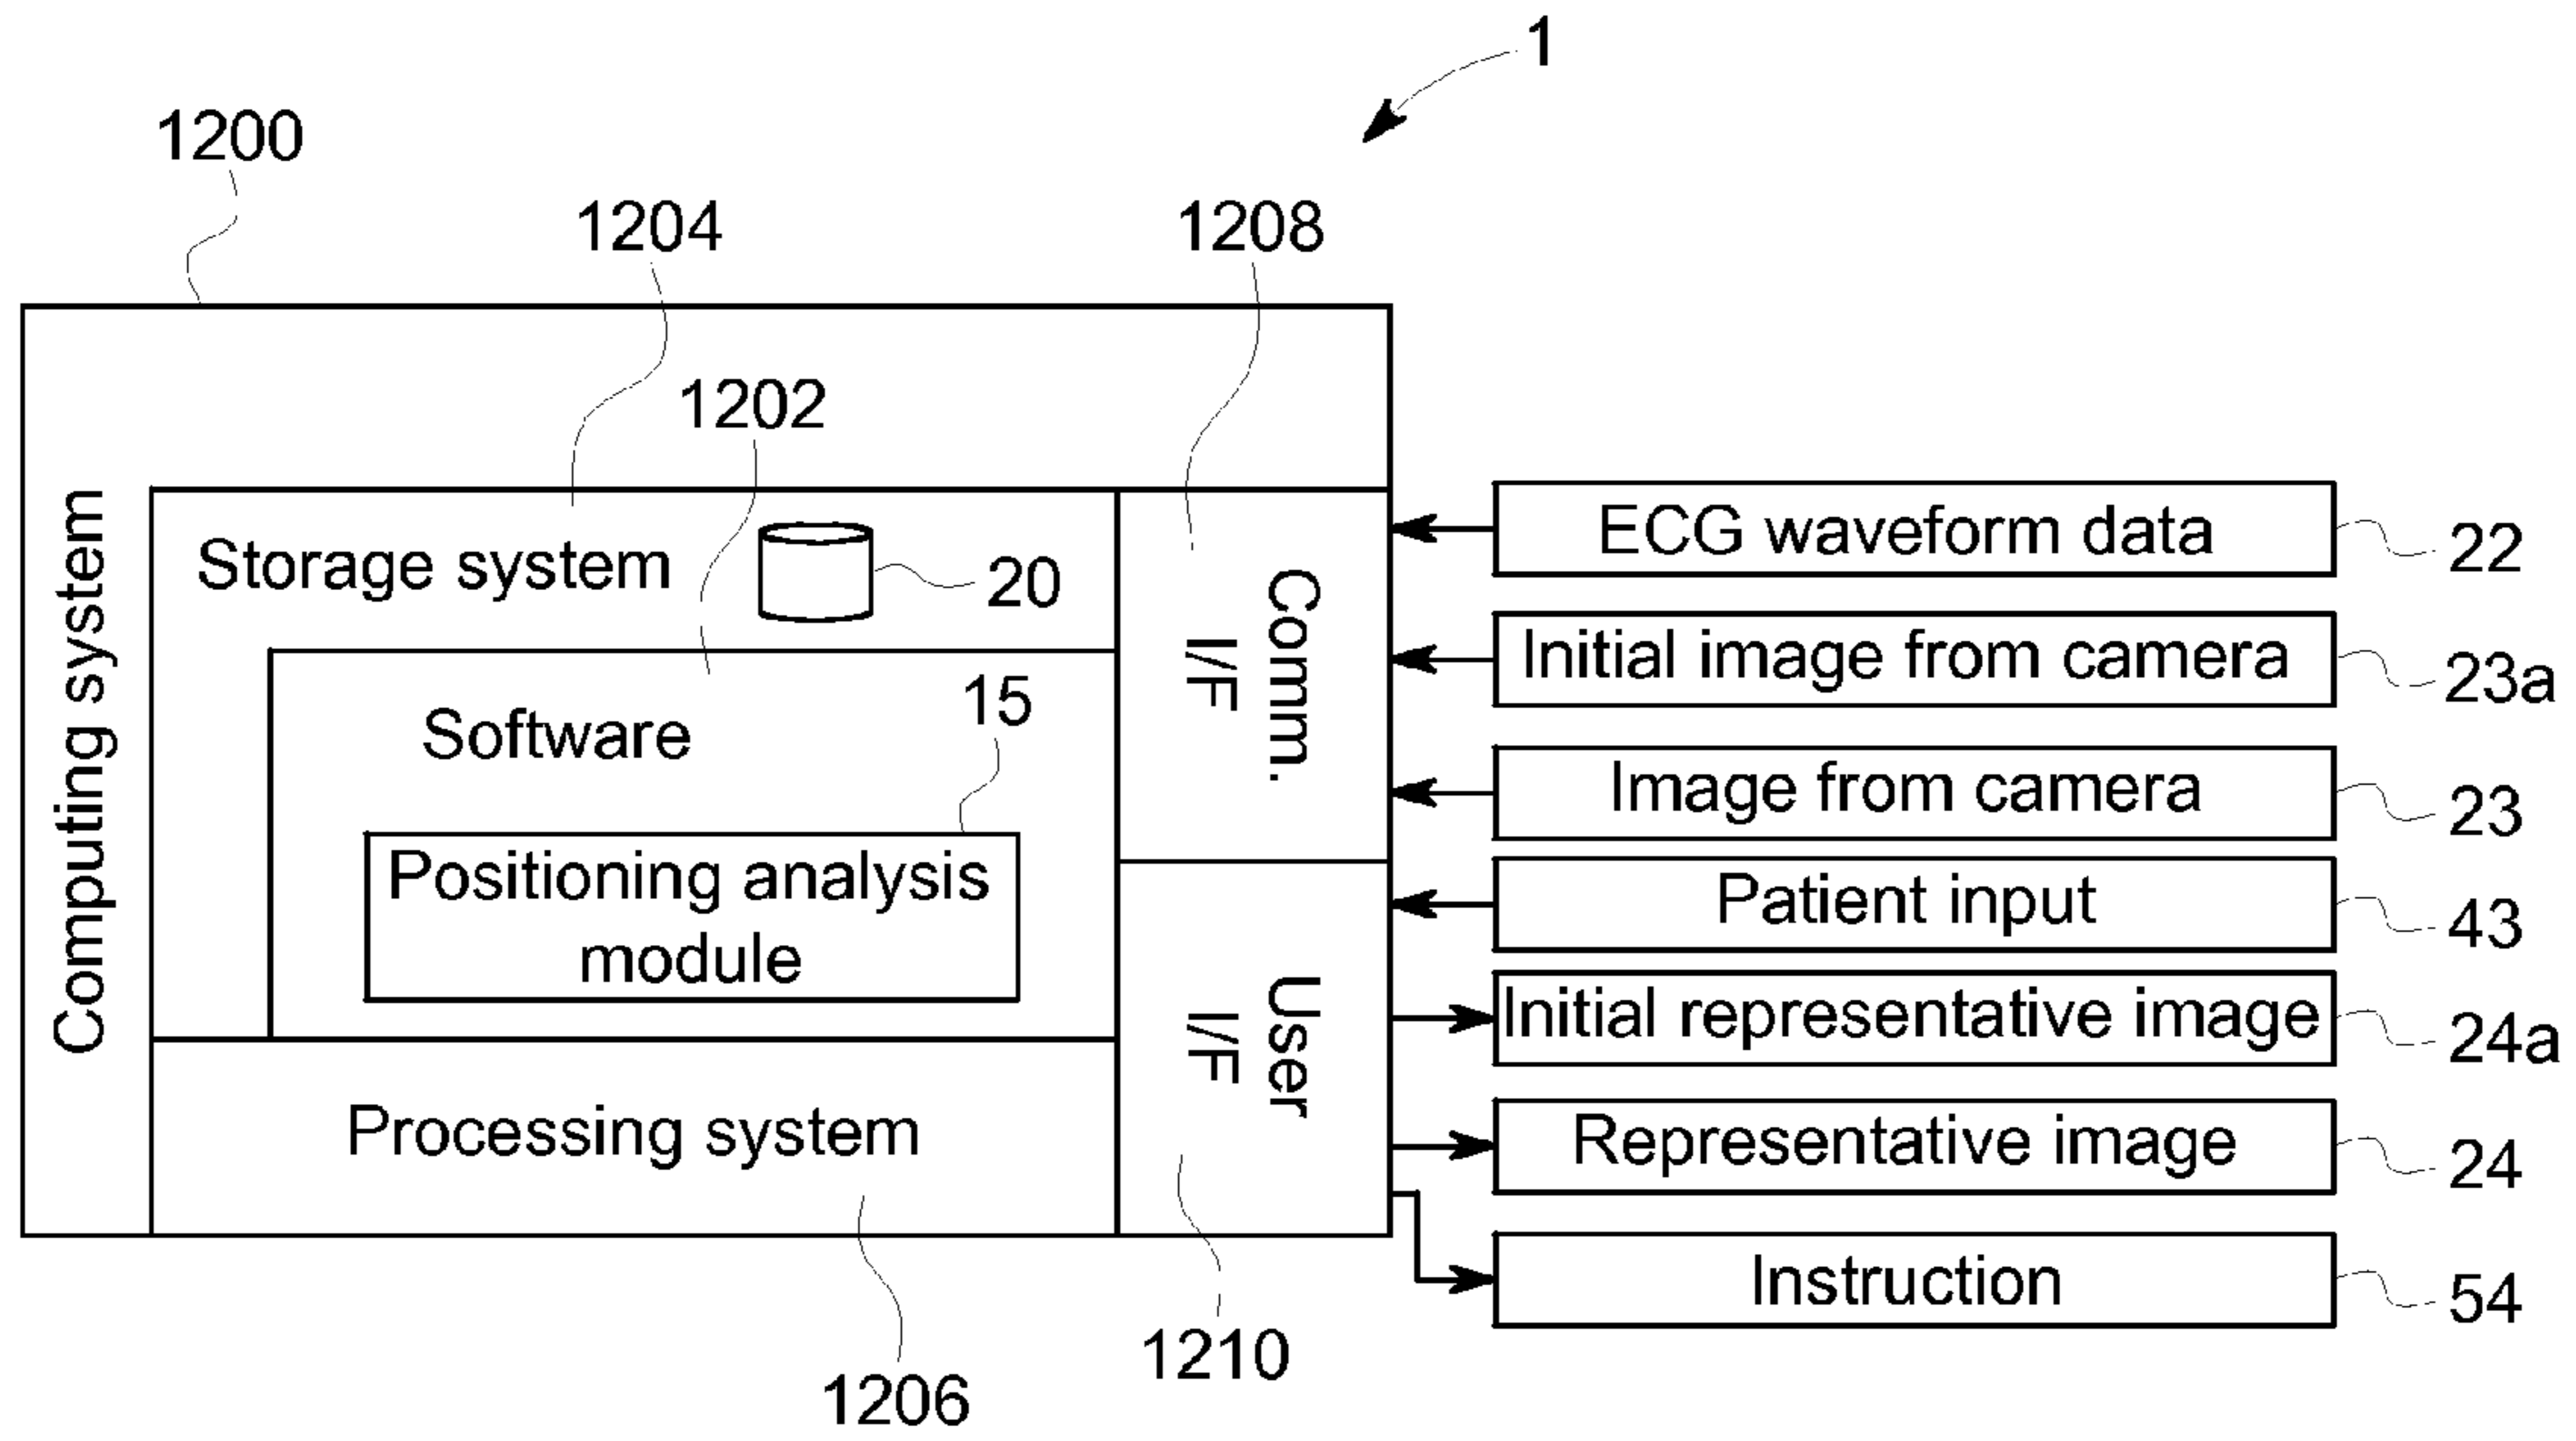 1
1200
1204
1208
1202
Computing system
Storage system
20
Comm.
I/F
Software
15
Positioning analysis
module
User
I/F
Processing system
1206
1210
ECG waveform data
22
Initial image from camera
23a
Image from camera
23
Patient input
43
Initial representative image
24a
Representative image
24
Instruction
54